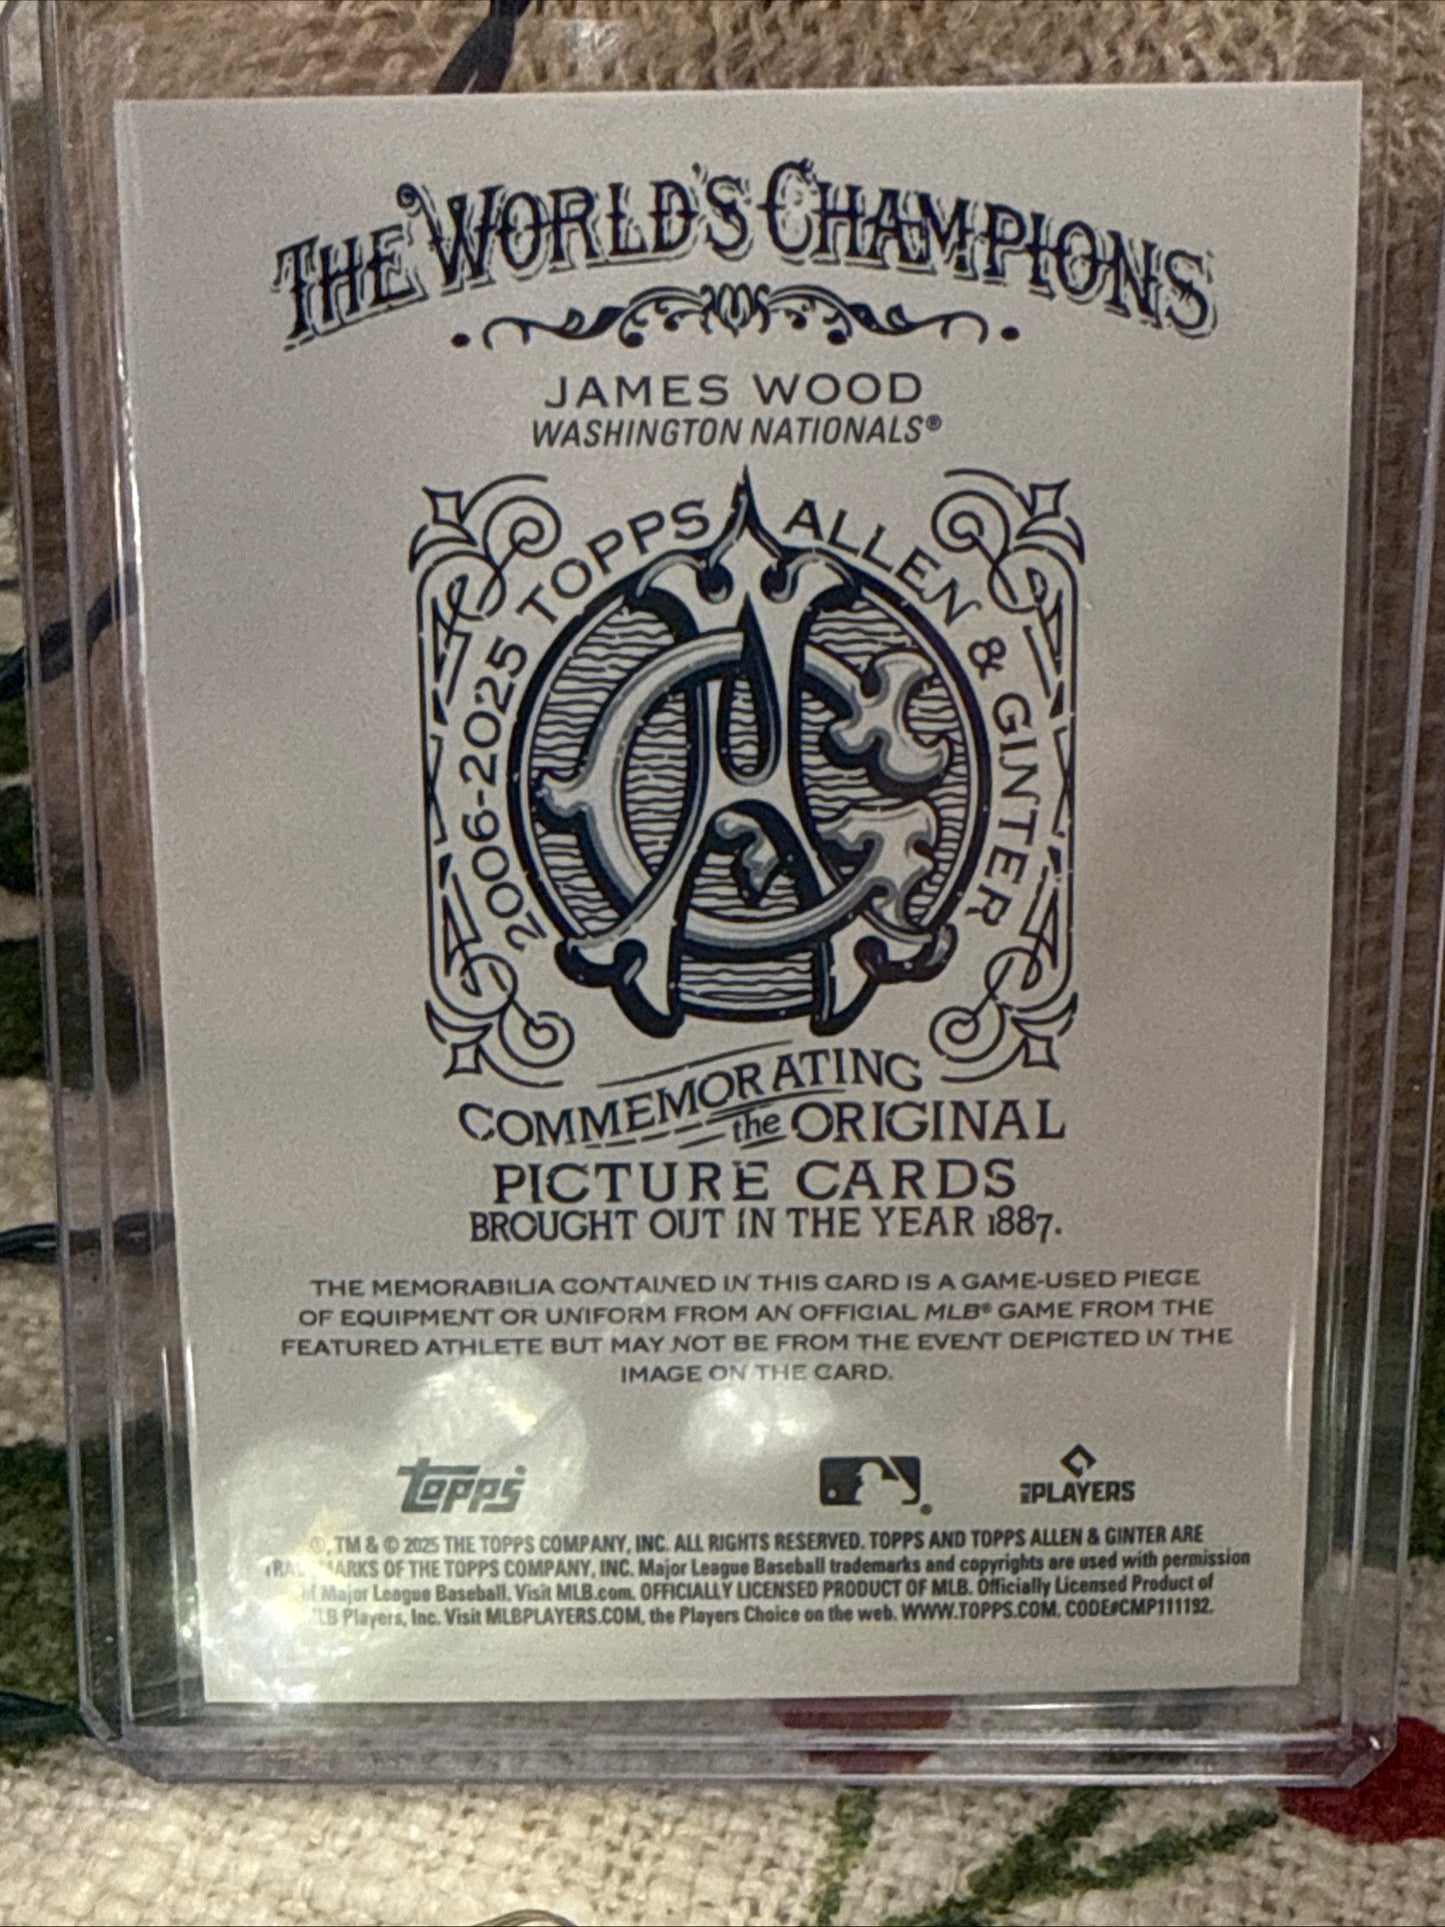 THE WORLD'S CHAMPIONS
JAMES WOOD
WASHINGTON NATIONALS®
2006-2025 TOPPS ALLEN & GINTER
COMMEMORATING
the ORIGINAL
PICTURE CARDS
BROUGHT OUT IN THE YEAR 1887.
THE MEMORABILIA CONTAINED IN THIS CARD IS A GAME-USED PIECE
OF EQUIPMENT OR UNIFORM FROM AN OFFICIAL MLB® GAME FROM THE
FEATURED ATHLETE BUT MAY NOT BE FROM THE EVENT DEPICTED IN THE
IMAGE ON THE CARD.
topps
PLAYERS
®, TM & © 2025 THE TOPPS COMPANY, INC. ALL RIGHTS RESERVED. TOPPS AND TOPPS ALLEN & GINTER ARE
OF THE TOPPS COMPANY, INC. Major League Baseball trademarks and copyrights are used with permission
of Major League Baseball. Visit MLB.com. OFFICIALLY LICENSED PRODUCT OF MLB. Officially Licensed Product of
Players, Inc. Visit MLBPLAYERS.COM, the Players Choice on the web. WWW.TOPPS.COM. CODE#CMP111192.